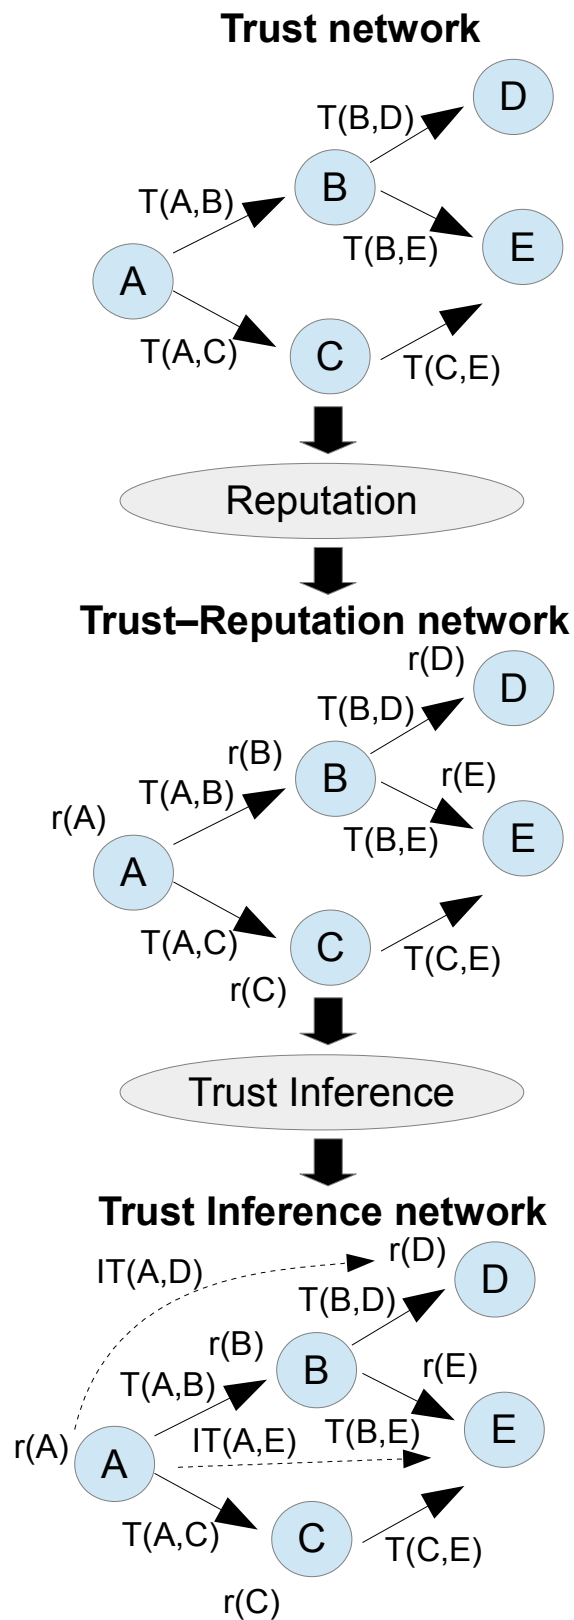 Trust network
D
T(B,D)
B
T(A,B)
E
T(B,E)
A
T(A,C)
C
T(C,E)
Reputation
Trust–Reputation network
r(D)
D
T(B,D)
r(B)
B
r(E)
T(A,B)
r(A)
E
T(B,E)
A
T(A,C)
C
T(C,E)
r(C)
Trust Inference
Trust Inference network
r(D)
IT(A,D)
D
T(B,D)
r(B)
B
r(E)
T(A,B)
T(B,E)
E
IT(A,E)
r(A)
A
T(A,C)
C
T(C,E)
r(C)